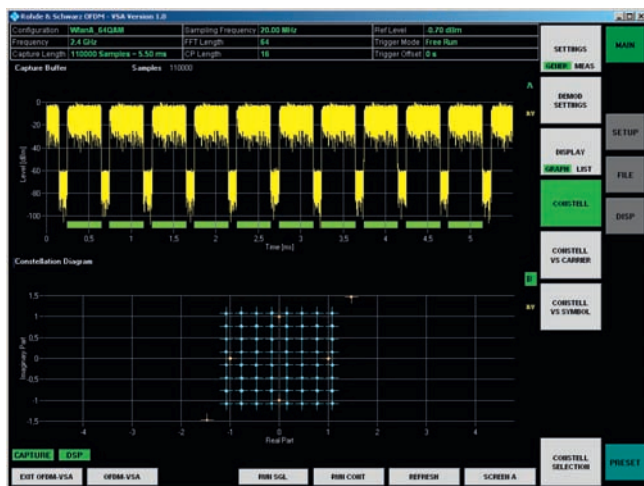 Rohde & Schwarz OFDM - VSA Version 1.0
Configuration WlanA_64QAM Sampling Frequency 20.00 MHz Ref Level -0.70 dBm
Frequency 2.4 GHz FFT Length 64 Trigger Mode Free Run
Capture Length 110000 Samples ~ 5.50 ms CP Length 16 Trigger Offset 0 s
Capture Buffer Samples 110000
Level [dBm]
0
-20
-40
-60
-80
-100
0 0.5 1 1.5 2 2.5 3 3.5 4 4.5 5
Time [ms]
Constellation Diagram
Imaginary Part
1.5
1
0.5
0
-0.5
-1
-1.5
-4 -3 -2 -1 0 1 2 3 4
Real Part
CAPTURE DSP
EXIT OFDM-VSA OFDM-VSA RUN SGL RUN CONT REFRESH SCREEN A
A
B
SETTINGS
GENER MEAS
DEMOD
SETTINGS
DISPLAY
GRAPH LIST
CONSTELL
CONSTELL
VS CARRIER
CONSTELL
VS SYMBOL
CONSTELL
SELECTION
MAIN
SETUP
FILE
DISP
PRESET